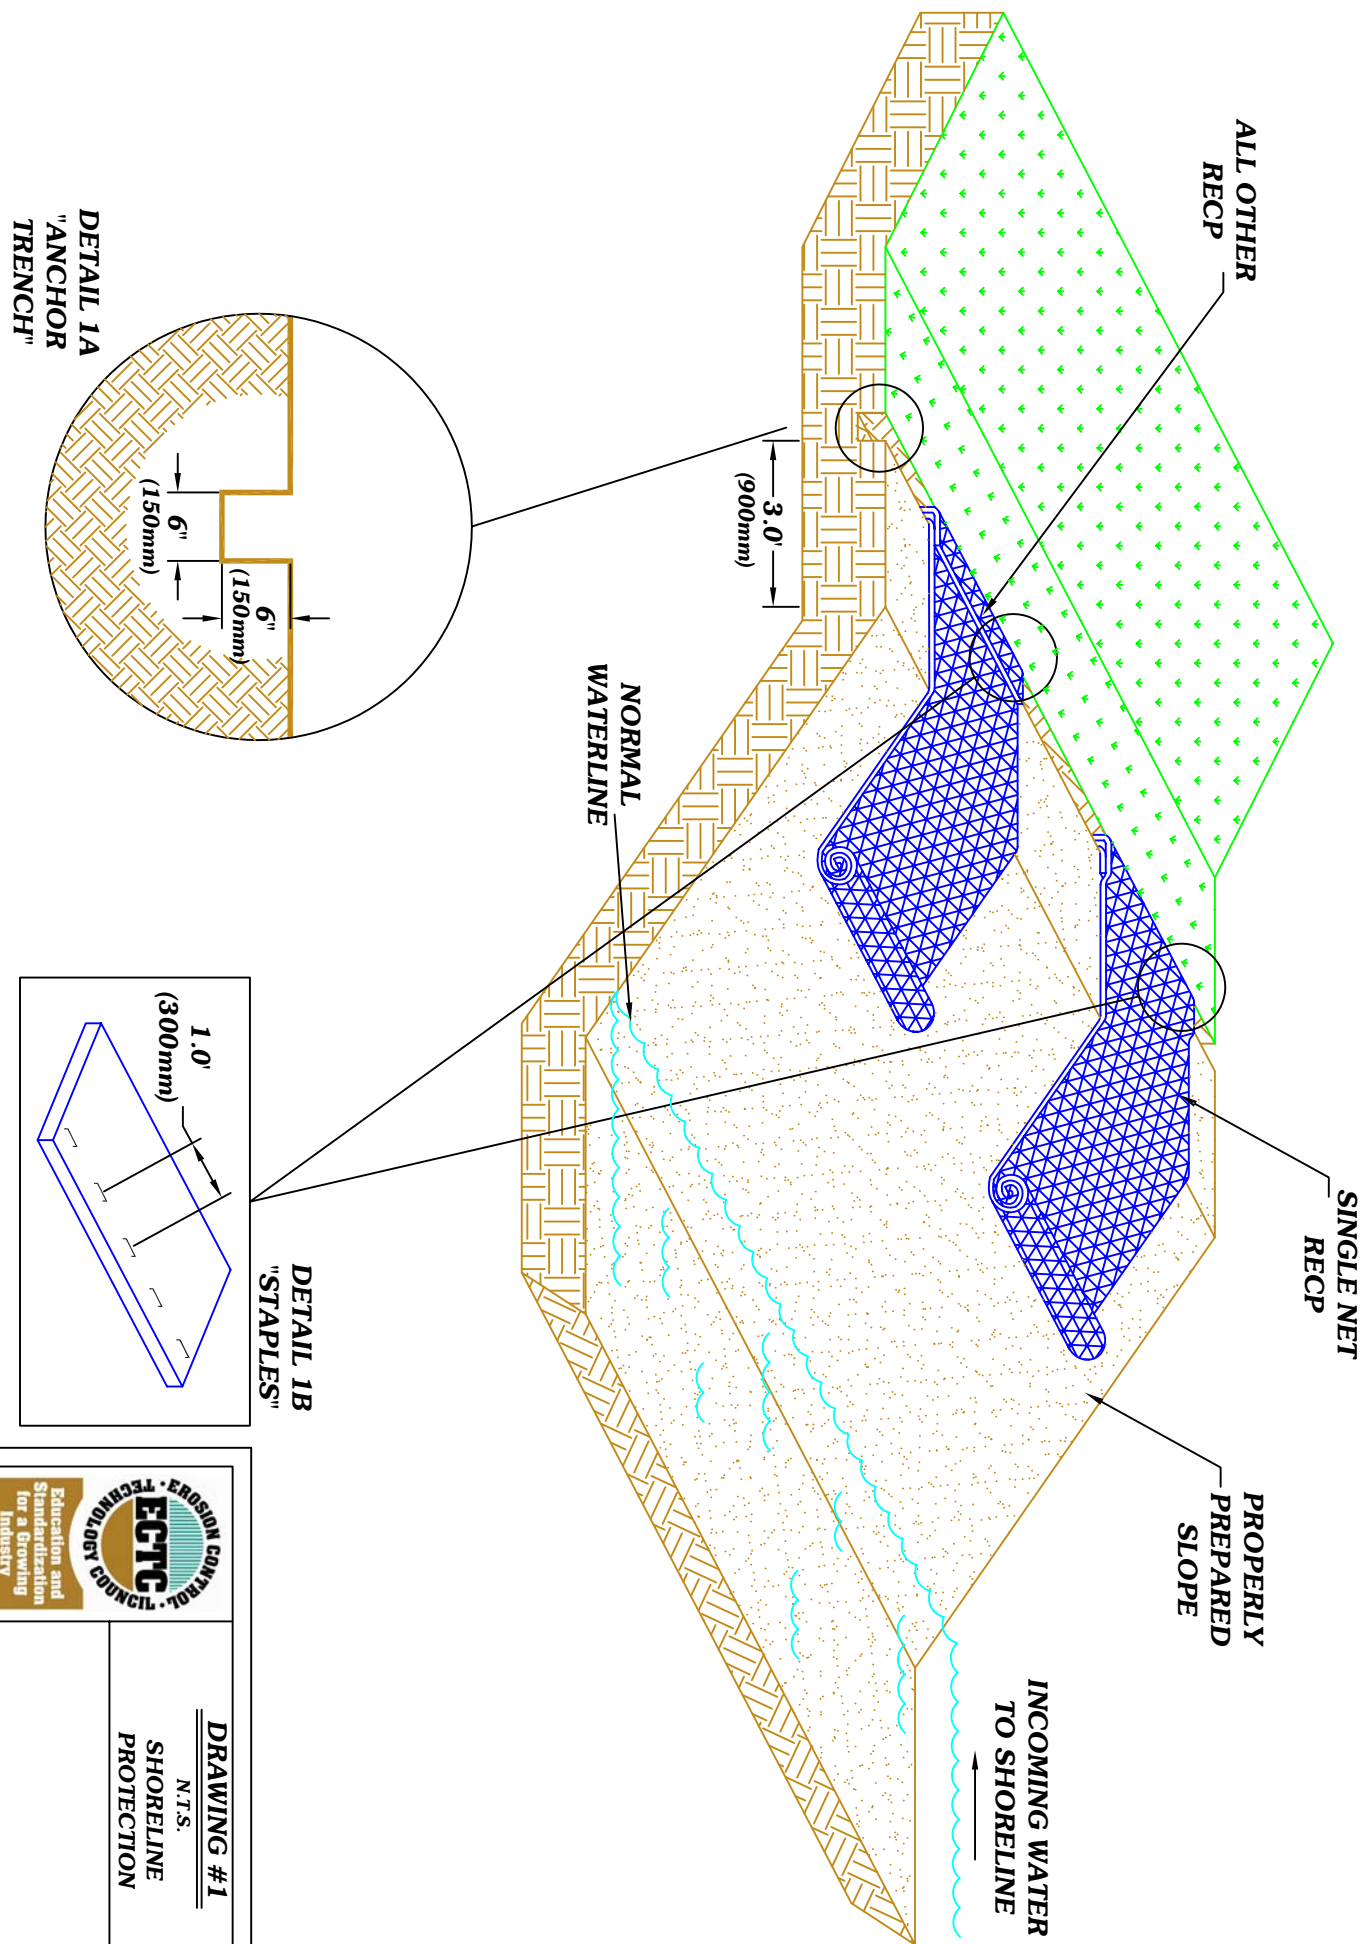 ALL OTHER
RECP
SINGLE NET
RECP
PROPERLY
PREPARED
SLOPE
INCOMING WATER
TO SHORELINE
3.0'
(900mm)
NORMAL
WATERLINE
DETAIL 1A
"ANCHOR
TRENCH"
6"
(150mm)
6"
(150mm)
DETAIL 1B
"STAPLES"
1.0'
(300mm)
EROSION CONTROL
TECHNOLOGY COUNCIL
ECTC
Education and
Standardization
for a Growing
Industry
DRAWING #1
N.T.S.
SHORELINE
PROTECTION